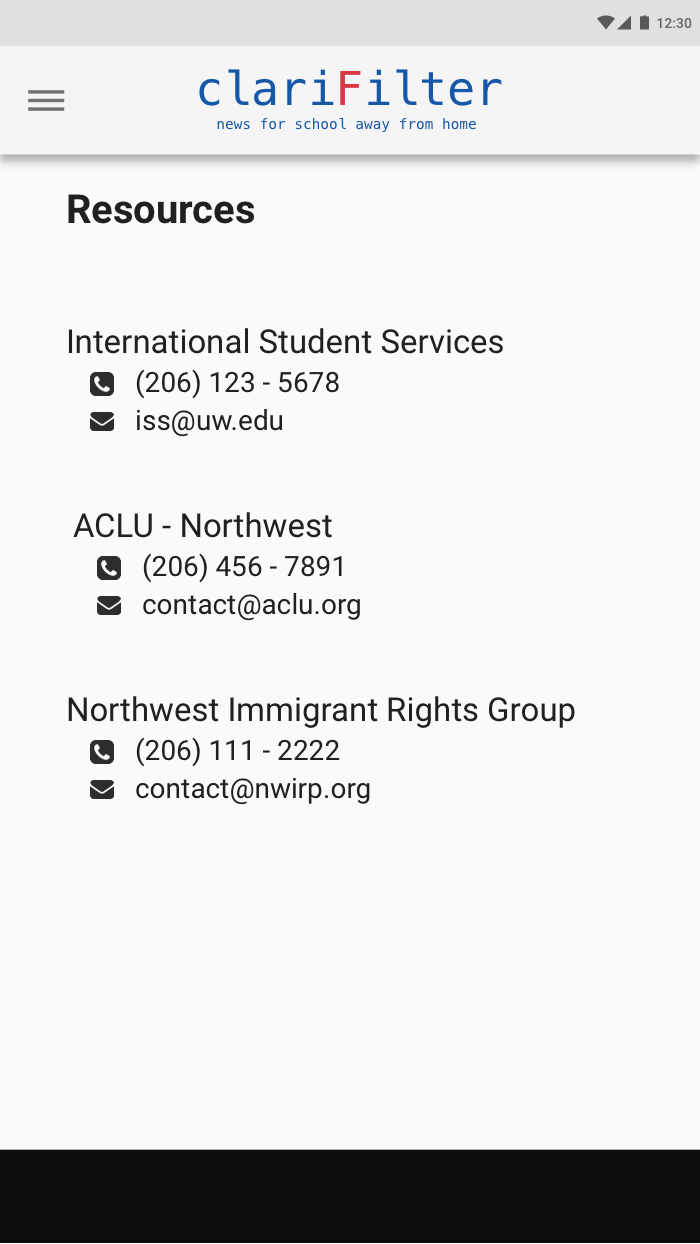 12:30
clariFilter
news for school away from home
Resources
International Student Services
(206) 123 - 5678
iss@uw.edu
ACLU - Northwest
(206) 456 - 7891
contact@aclu.org
Northwest Immigrant Rights Group
(206) 111 - 2222
contact@nwirp.org